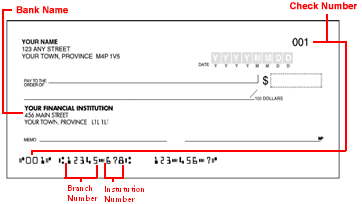 Bank Name
Check Number
YOUR NAME
123 ANY STREET
YOUR TOWN, PROVINCE M4P 1V5
001
DATE Y Y Y Y M M D D
Y Y Y Y M M D D
PAY TO THE
ORDER OF
$
/100 DOLLARS
YOUR FINANCIAL INSTITUTION
456 MAIN STREET
YOUR TOWN, PROVINCE L1L 1L1
MEMO
MP
⑈001⑈ ⑆12345⑉678⑆ 123⑉456⑉7⑈
Branch
Number
Institution
Number